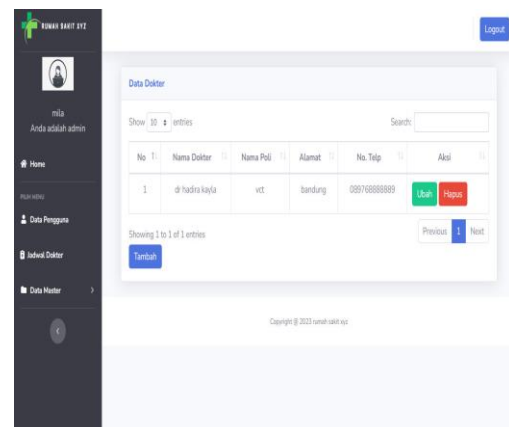 RUMAH SAKIT XYZ
Logout
mila
Anda adalah admin
Home
PILIH MENU
Data Pengguna
Jadwal Dokter
Data Master
Data Dokter
Show 10 entries
Search:
No Nama Dokter Nama Poli Alamat No. Telp Aksi
1 dr hadira kayla vct bandung 089768888889 Ubah Hapus
Showing 1 to 1 of 1 entries
Previous 1 Next
Tambah
Copyright @ 2023 rumah sakit xyz